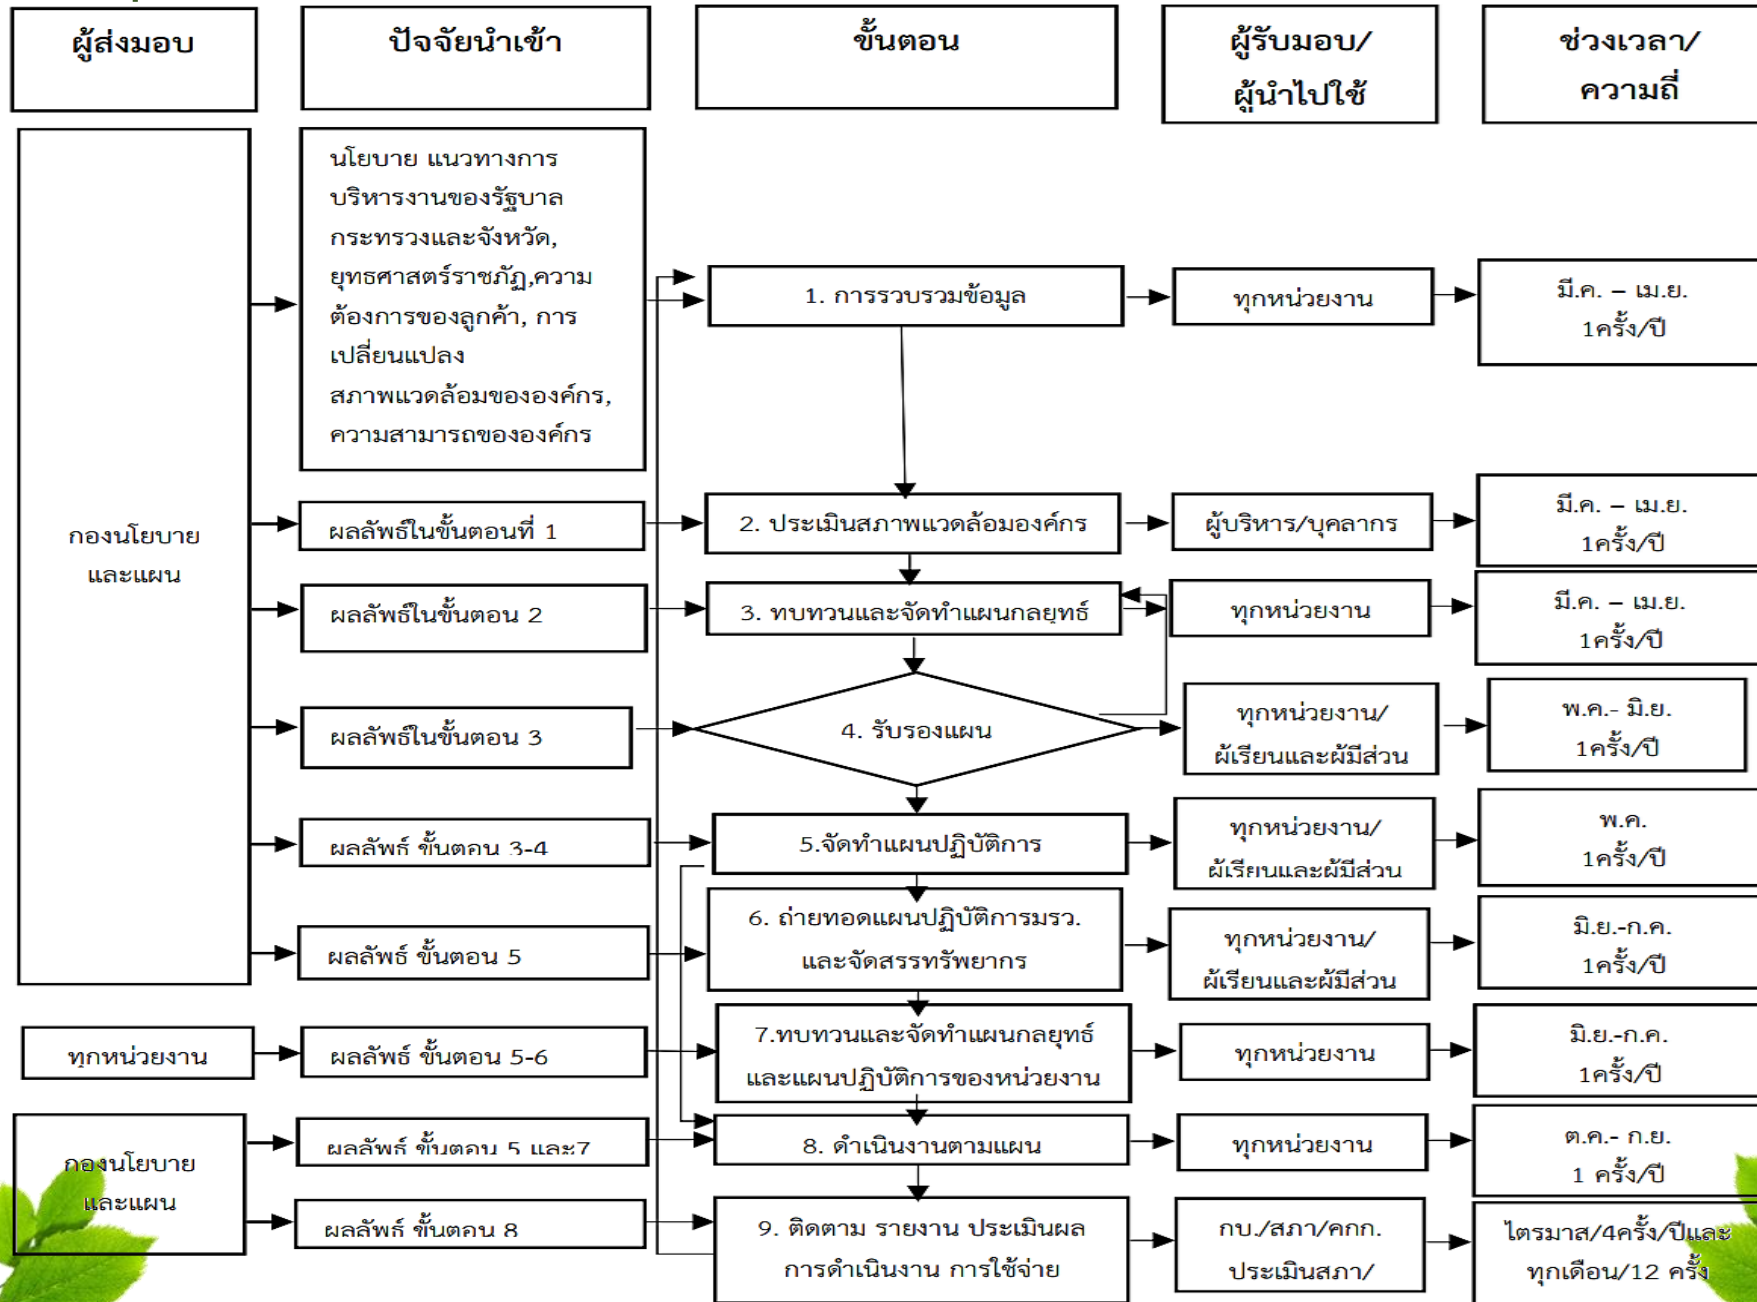 ผู้ส่งมอบ
ปัจจัยนำเข้า
ขั้นตอน
ผู้รับมอบ/
ผู้นำไปใช้
ช่วงเวลา/
ความถี่
กองนโยบาย
และแผน
นโยบาย แนวทางการ
บริหารงานของรัฐบาล
กระทรวงและจังหวัด,
ยุทธศาสตร์ราชภัฏ,ความ
ต้องการของลูกค้า, การ
เปลี่ยนแปลง
สภาพแวดล้อมขององค์กร,
ความสามารถขององค์กร
1. การรวบรวมข้อมูล
ทุกหน่วยงาน
มี.ค. – เม.ย.
1ครั้ง/ปี
ผลลัพธ์ในขั้นตอนที่ 1
2. ประเมินสภาพแวดล้อมองค์กร
ผู้บริหาร/บุคลากร
มี.ค. – เม.ย.
1ครั้ง/ปี
ผลลัพธ์ในขั้นตอน 2
3. ทบทวนและจัดทำแผนกลยุทธ์
ทุกหน่วยงาน
มี.ค. – เม.ย.
1ครั้ง/ปี
ผลลัพธ์ในขั้นตอน 3
4. รับรองแผน
ทุกหน่วยงาน/
ผู้เรียนและผู้มีส่วน
พ.ค.- มิ.ย.
1ครั้ง/ปี
ผลลัพธ์ ขั้นตอน 3-4
5.จัดทำแผนปฏิบัติการ
ทุกหน่วยงาน/
ผู้เรียนและผู้มีส่วน
พ.ค.
1ครั้ง/ปี
ผลลัพธ์ ขั้นตอน 5
6. ถ่ายทอดแผนปฏิบัติการมรว.
และจัดสรรทรัพยากร
ทุกหน่วยงาน/
ผู้เรียนและผู้มีส่วน
มิ.ย.-ก.ค.
1ครั้ง/ปี
ทุกหน่วยงาน
ผลลัพธ์ ขั้นตอน 5-6
7.ทบทวนและจัดทำแผนกลยุทธ์
และแผนปฏิบัติการของหน่วยงาน
ทุกหน่วยงาน
มิ.ย.-ก.ค.
1ครั้ง/ปี
กองนโยบาย
และแผน
ผลลัพธ์ ขั้นตอน 5 และ7
8. ดำเนินงานตามแผน
ทุกหน่วยงาน
ต.ค.- ก.ย.
1 ครั้ง/ปี
ผลลัพธ์ ขั้นตอน 8
9. ติดตาม รายงาน ประเมินผล
การดำเนินงาน การใช้จ่าย
กบ./สภา/คกก.
ประเมินสภา/
ไตรมาส/4ครั้ง/ปีและ
ทุกเดือน/12 ครั้ง